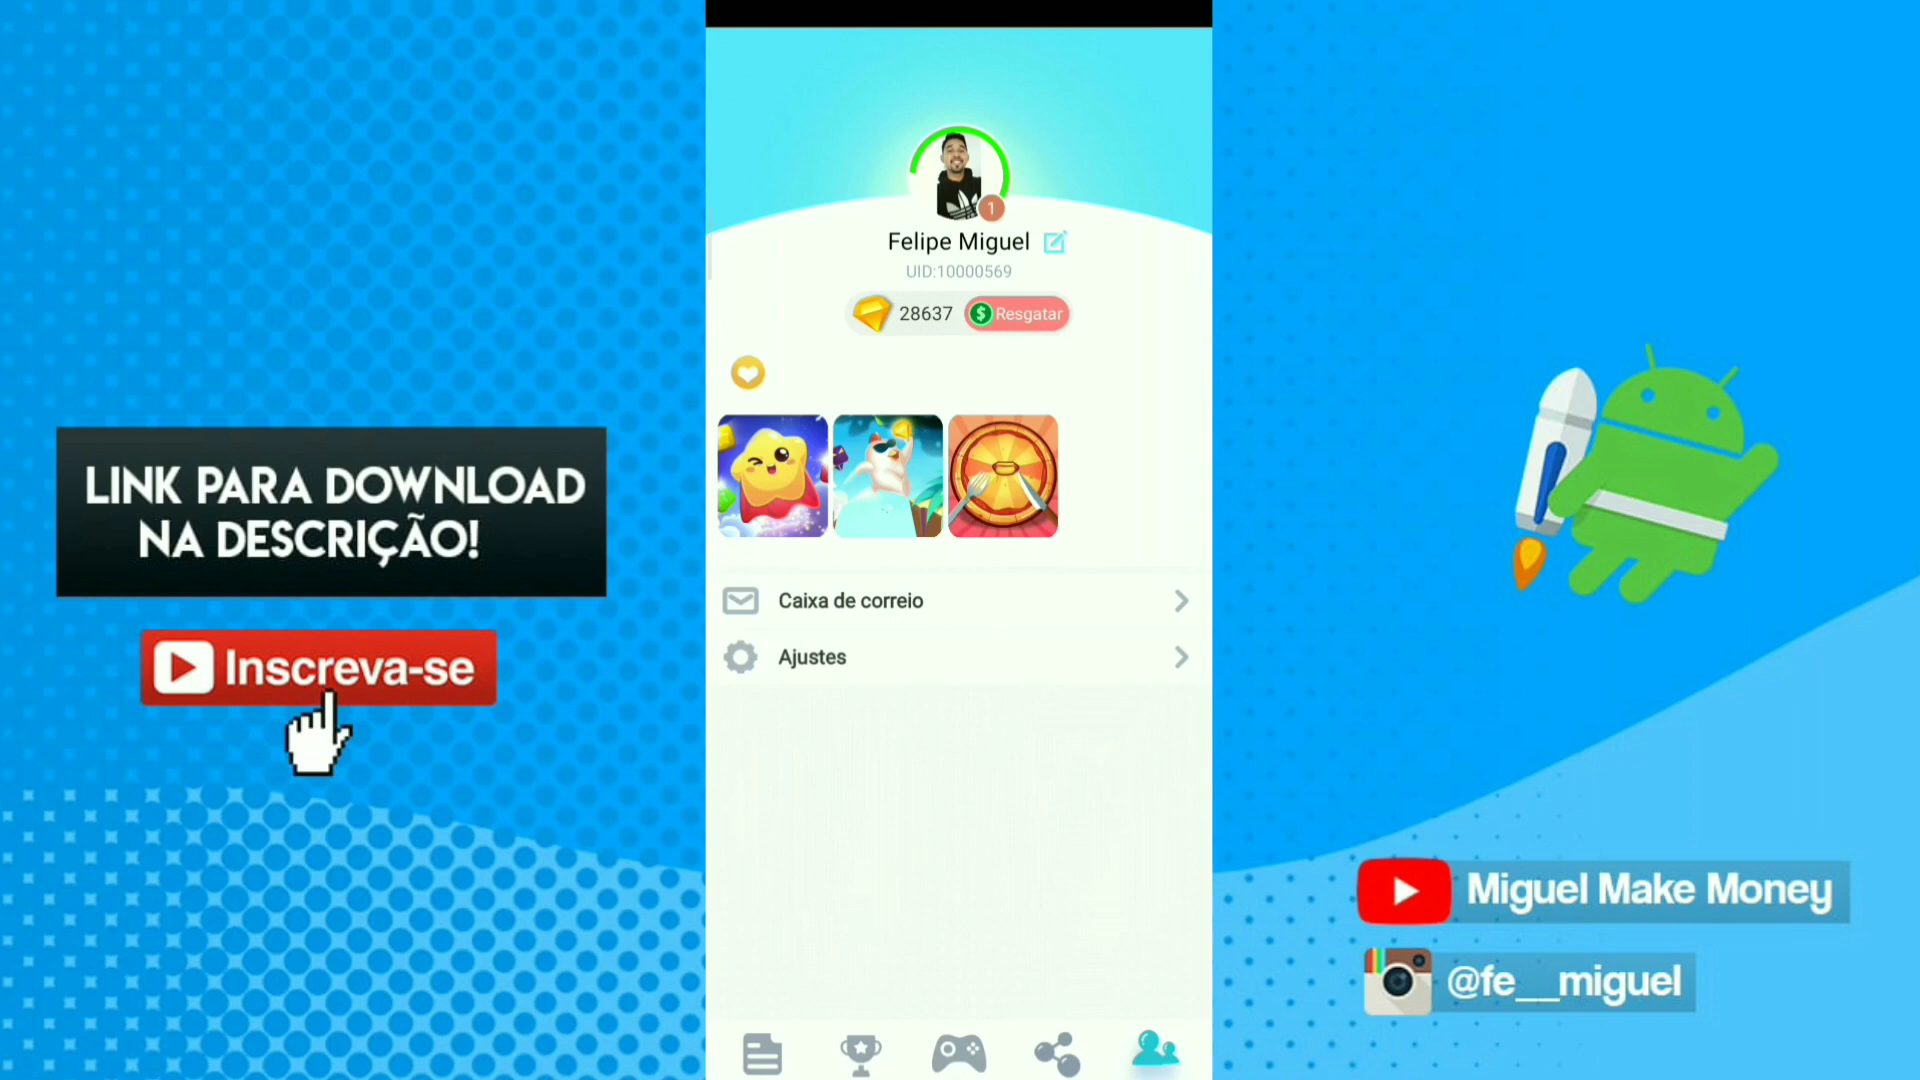 LINK PARA DOWNLOAD
NA DESCRIÇÃO!
Inscreva-se
1
Felipe Miguel
UID:10000569
28637
$ Resgatar
Caixa de correio
Ajustes
Miguel Make Money
@fe__miguel